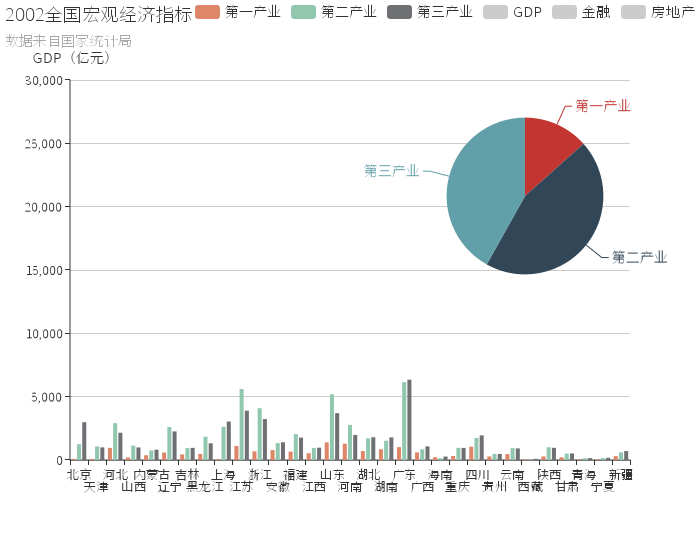 2002全国宏观经济指标 第一产业 第二产业 第三产业 GDP 金融 房地产
数据来自国家统计局
GDP（亿元）
30,000
第一产业
25,000
第三产业
20,000
第二产业
15,000
10,000
5,000
0
北京 河北 内蒙古 吉林 上海 浙江 福建 山东 湖北 广东 海南 四川 云南 陕西 青海 新疆
天津 山西 辽宁 黑龙江 江苏 安徽 江西 河南 湖南 广西 重庆 贵州 西藏 甘肃 宁夏